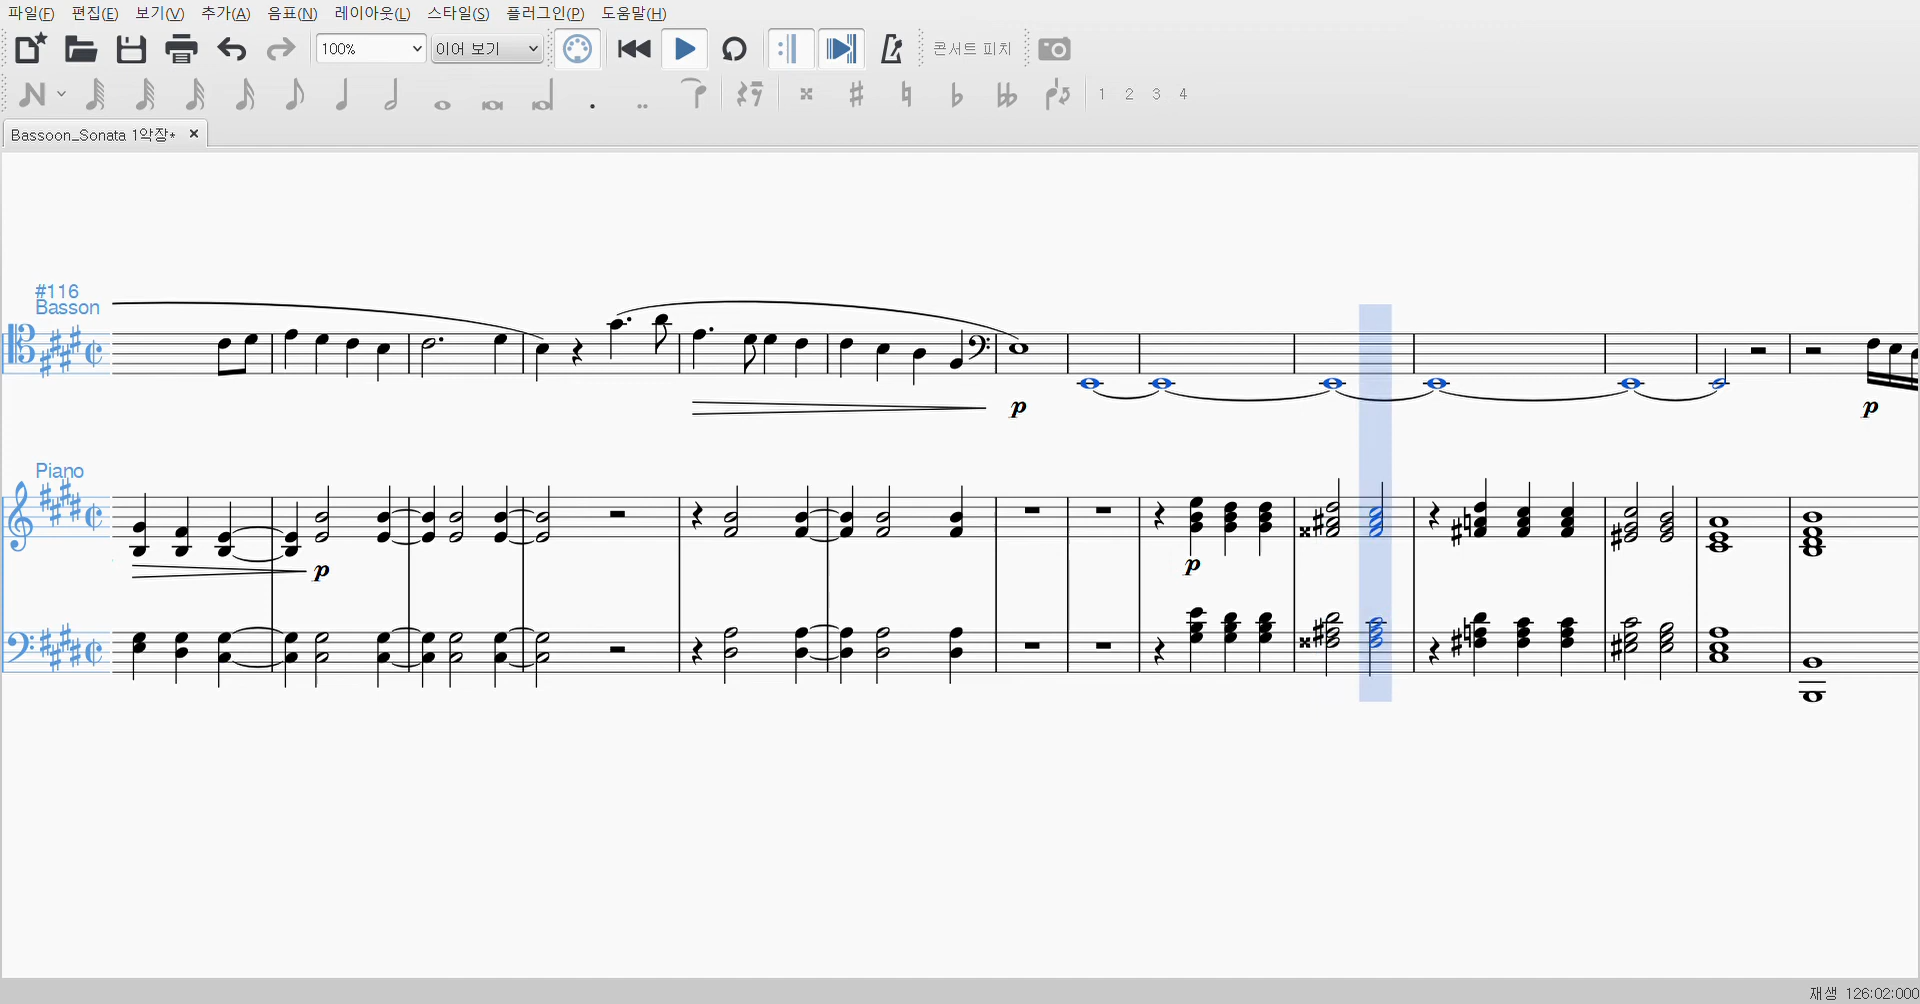 파일(F) 편집(E) 보기(V) 추가(A) 음표(N) 레이아웃(L) 스타일(S) 플러그인(P) 도움말(H)
100% 이어 보기 콘서트 피치
1 2 3 4
Bassoon_Sonata 1악장*
#116
Basson
p p
Piano
p p
재생 126:02:000